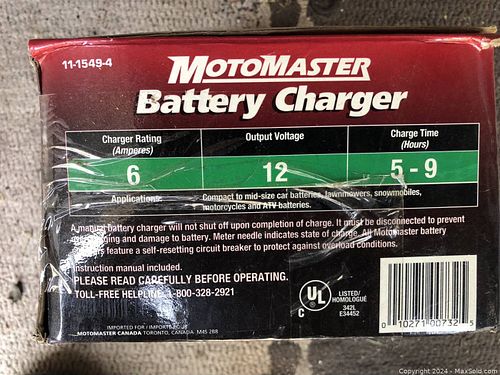 11-1549-4
MOTOMASTER
Battery Charger
Charger Rating
(Amperes)
Output Voltage
Charge Time
(Hours)
6
12
5 - 9
Applications:
Compact to mid-size car batteries, lawnmowers, snowmobiles,
motorcycles and ATV batteries.
A manual battery charger will not shut off upon completion of charge. It must be disconnected to prevent
charging and damage to battery. Meter needle indicates state of charge. All Motomaster battery
feature a self-resetting circuit breaker to protect against overload conditions.
Instruction manual included.
PLEASE READ CAREFULLY BEFORE OPERATING.
TOLL-FREE HELPLINE 1-800-328-2921
IMPORTED FOR / IMPORTÉ
MOTOMASTER CANADA TORONTO, CANADA M4S 2B8
UL
C
LISTED/
HOMOLOGUÉ
342L
E34452
0 10271 00732 5
Copyright 2024 - MaxSold.com